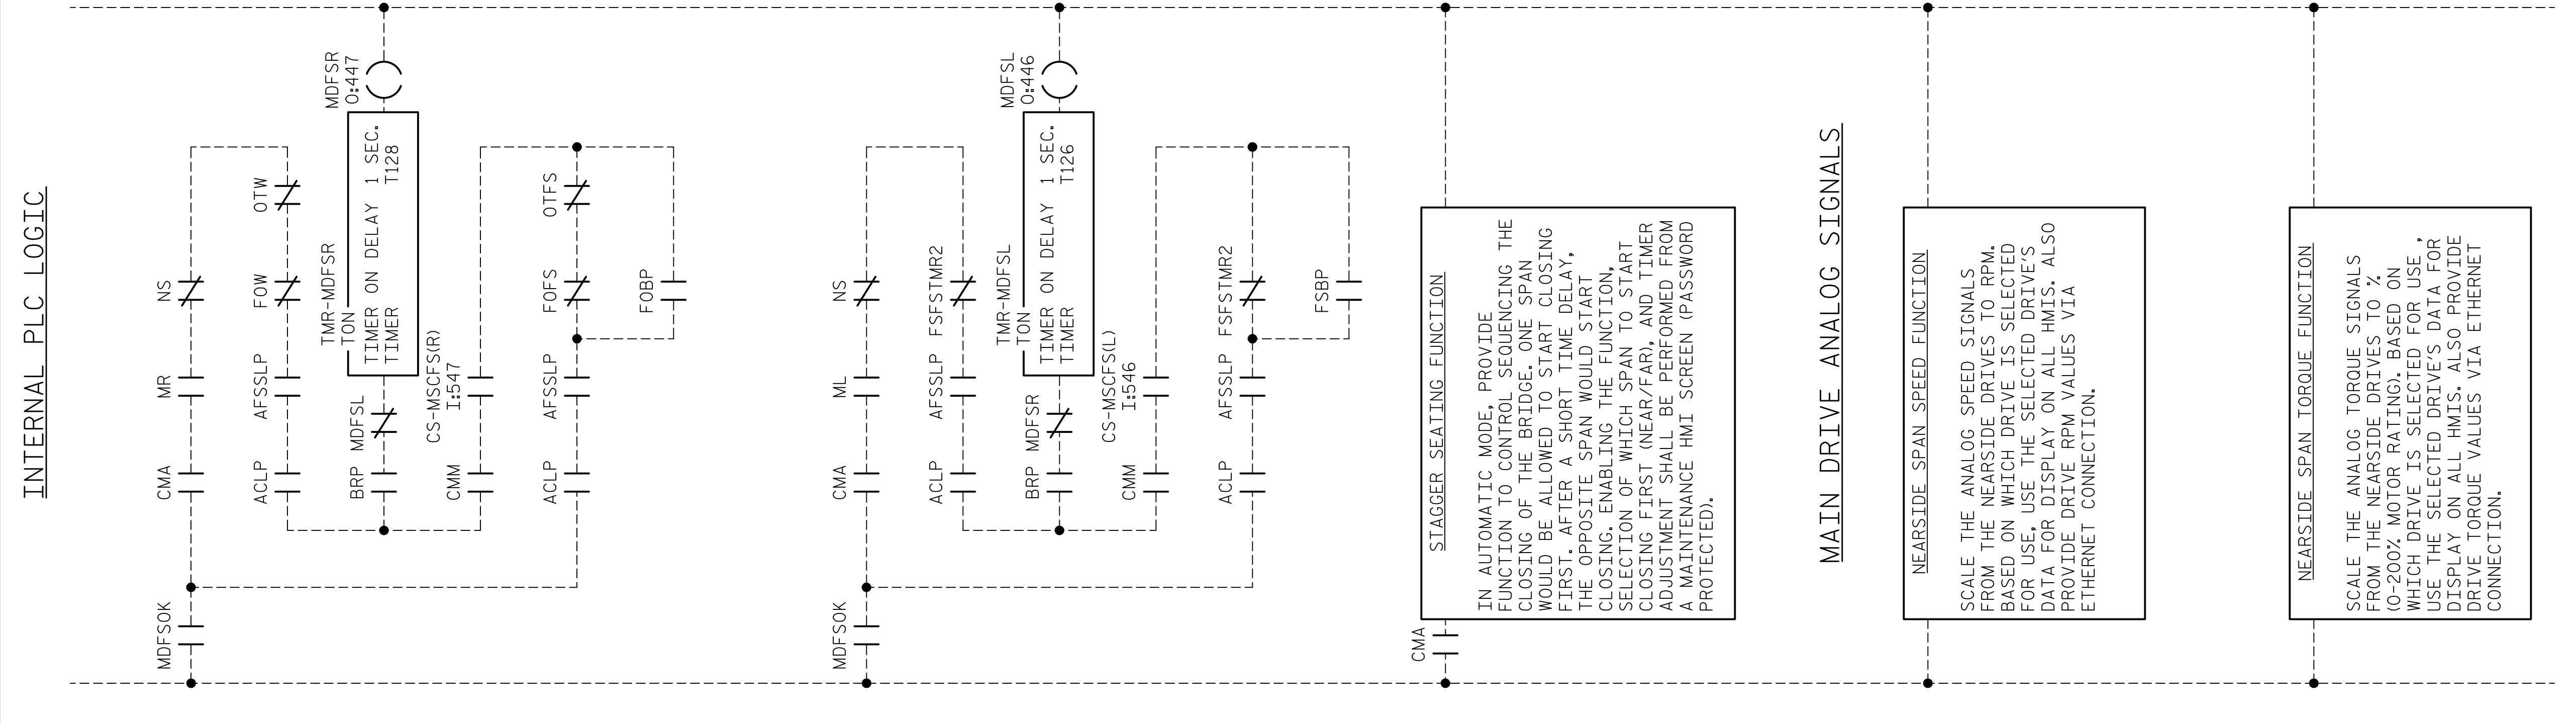 INTERNAL PLC LOGIC
MDFSOK
CMA
MR
NS
ACLP
AFSSLP
FOW
OTW
BRP
MDFSL
TMR-MDFSR
TON
TIMER ON DELAY 1 SEC.
TIMER T128
MDFSR
O:447
CMM
CS-MSCFS(R)
I:547
ACLP
AFSSLP
FOFS
OTFS
FOBP
MDFSOK
CMA
ML
NS
ACLP
AFSSLP
FSFSTMR2
BRP
MDFSR
TMR-MDFSL
TON
TIMER ON DELAY 1 SEC.
TIMER T126
MDFSL
O:446
CMM
CS-MSCFS(L)
I:546
ACLP
AFSSLP
FSFSTMR2
FSBP
CMA
STAGGER SEATING FUNCTION
IN AUTOMATIC MODE, PROVIDE
FUNCTION TO CONTROL SEQUENCING THE
CLOSING OF THE BRIDGE. ONE SPAN
WOULD BE ALLOWED TO START CLOSING
FIRST. AFTER A SHORT TIME DELAY,
THE OPPOSITE SPAN WOULD START
CLOSING. ENABLING THE FUNCTION,
SELECTION OF WHICH SPAN TO START
CLOSING FIRST (NEAR/FAR), AND TIMER
ADJUSTMENT SHALL BE PERFORMED FROM
A MAINTENANCE HMI SCREEN (PASSWORD
PROTECTED).
MAIN DRIVE ANALOG SIGNALS
NEARSIDE SPAN SPEED FUNCTION
SCALE THE ANALOG SPEED SIGNALS
FROM THE NEARSIDE DRIVES TO RPM.
BASED ON WHICH DRIVE IS SELECTED
FOR USE, USE THE SELECTED DRIVE'S
DATA FOR DISPLAY ON ALL HMIS. ALSO
PROVIDE DRIVE RPM VALUES VIA
ETHERNET CONNECTION.
NEARSIDE SPAN TORQUE FUNCTION
SCALE THE ANALOG TORQUE SIGNALS
FROM THE NEARSIDE DRIVES TO %
(0-200% MOTOR RATING). BASED ON
WHICH DRIVE IS SELECTED FOR USE ,
USE THE SELECTED DRIVE'S DATA FOR
DISPLAY ON ALL HMIS. ALSO PROVIDE
DRIVE TORQUE VALUES VIA ETHERNET
CONNECTION.